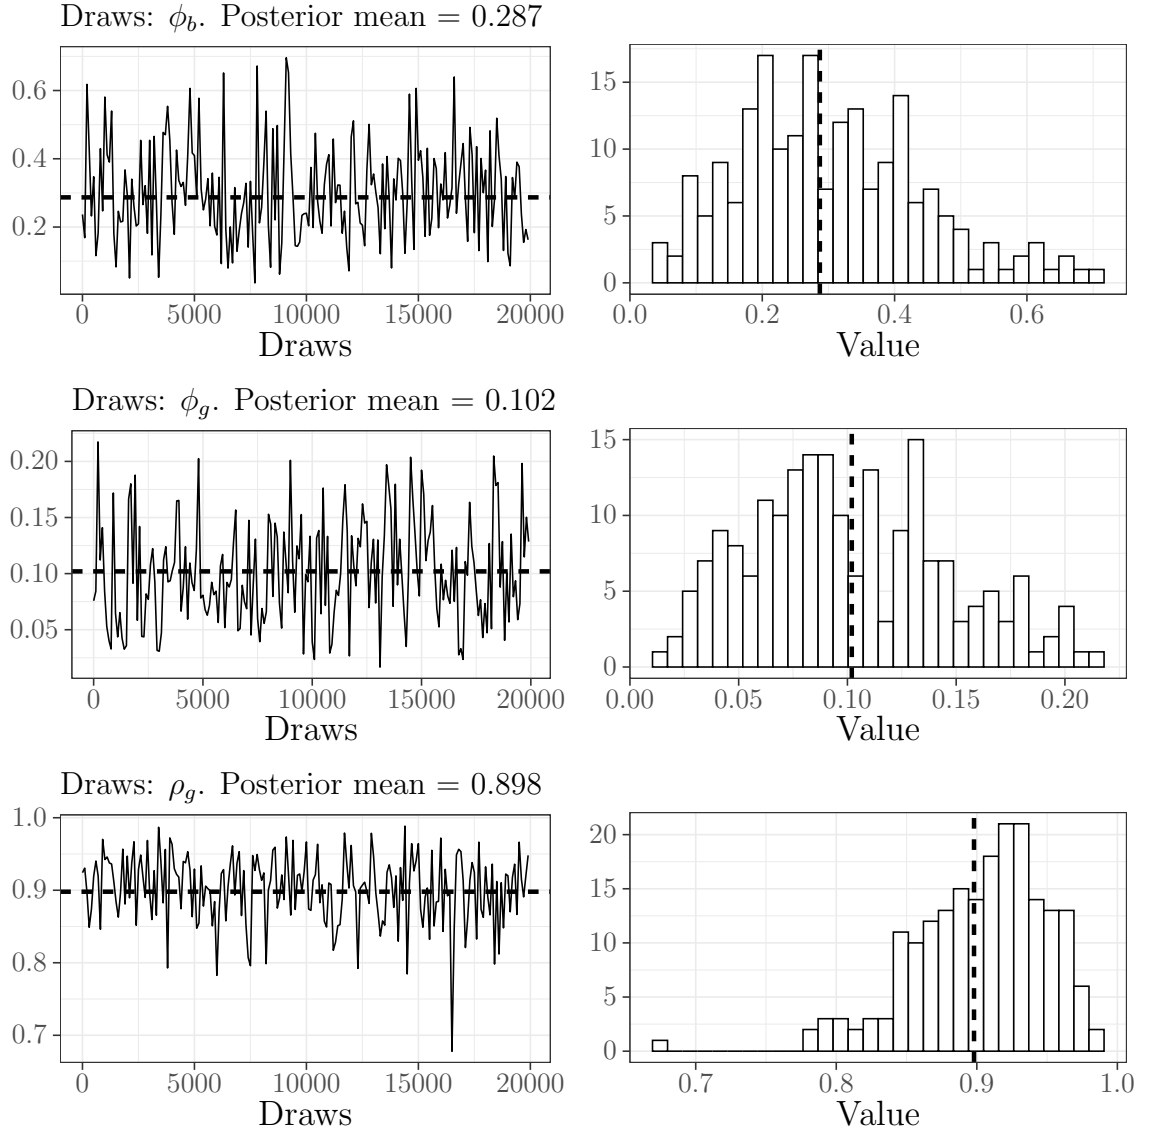 Draws: ϕ_b. Posterior mean = 0.287
0.6
0.4
0.2
0 5000 10000 15000 20000
Draws
15
10
5
0
0.0 0.2 0.4 0.6
Value
Draws: ϕ_g. Posterior mean = 0.102
0.20
0.15
0.10
0.05
0 5000 10000 15000 20000
Draws
15
10
5
0
0.00 0.05 0.10 0.15 0.20
Value
Draws: ρ_g. Posterior mean = 0.898
1.0
0.9
0.8
0.7
0 5000 10000 15000 20000
Draws
20
15
10
5
0
0.7 0.8 0.9 1.0
Value